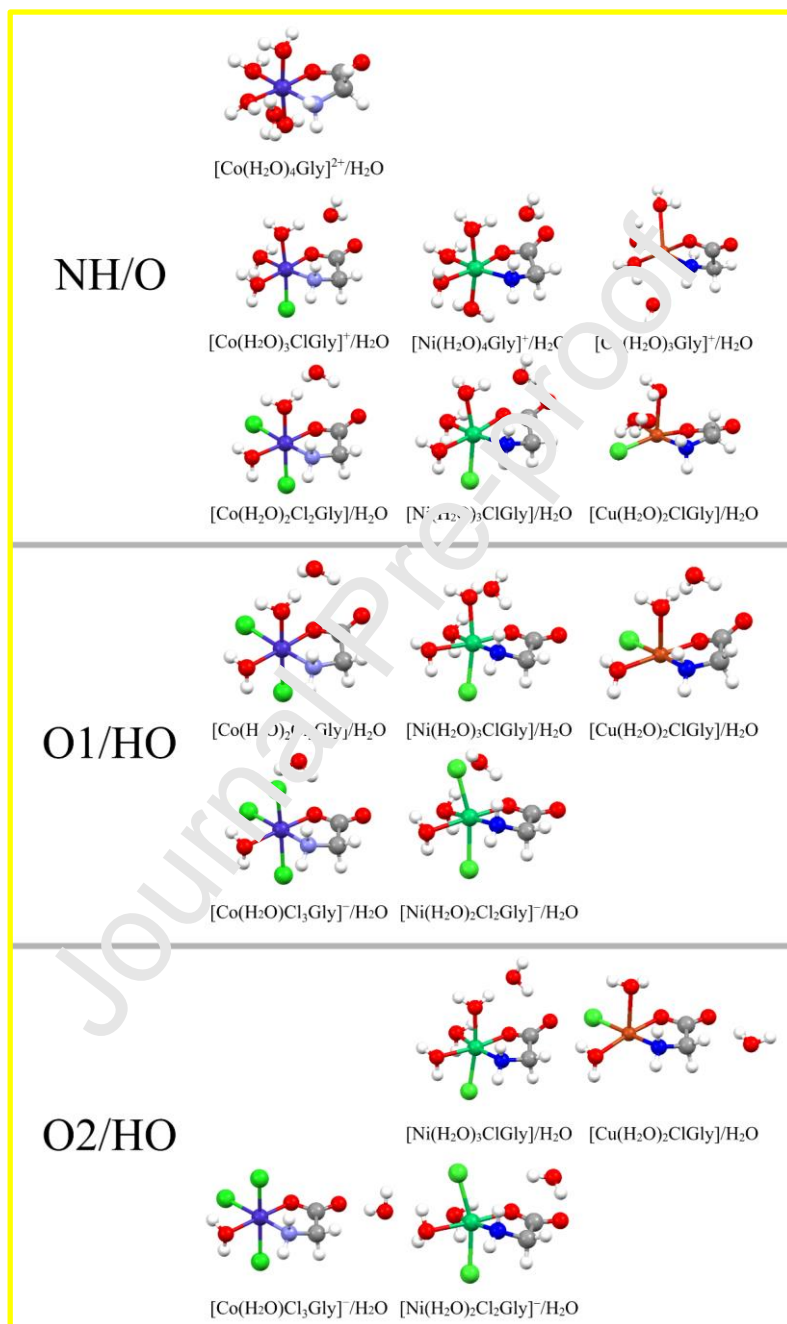 [Co(H₂O)₄Gly]²⁺/H₂O
NH/O
[Co(H₂O)₃ClGly]⁺/H₂O
[Ni(H₂O)₄Gly]⁺/H₂O
[Co(H₂O)₂Cl₂Gly]/H₂O
[Ni(H₂O)₃ClGly]/H₂O
[Cu(H₂O)₂ClGly]/H₂O
O1/HO
[Ni(H₂O)₃ClGly]/H₂O
[Cu(H₂O)₂ClGly]/H₂O
[Co(H₂O)Cl₃Gly]⁻/H₂O
[Ni(H₂O)₂Cl₂Gly]⁻/H₂O
O2/HO
[Ni(H₂O)₃ClGly]/H₂O
[Cu(H₂O)₂ClGly]/H₂O
[Co(H₂O)Cl₃Gly]⁻/H₂O
[Ni(H₂O)₂Cl₂Gly]⁻/H₂O
Journal Pre-proof